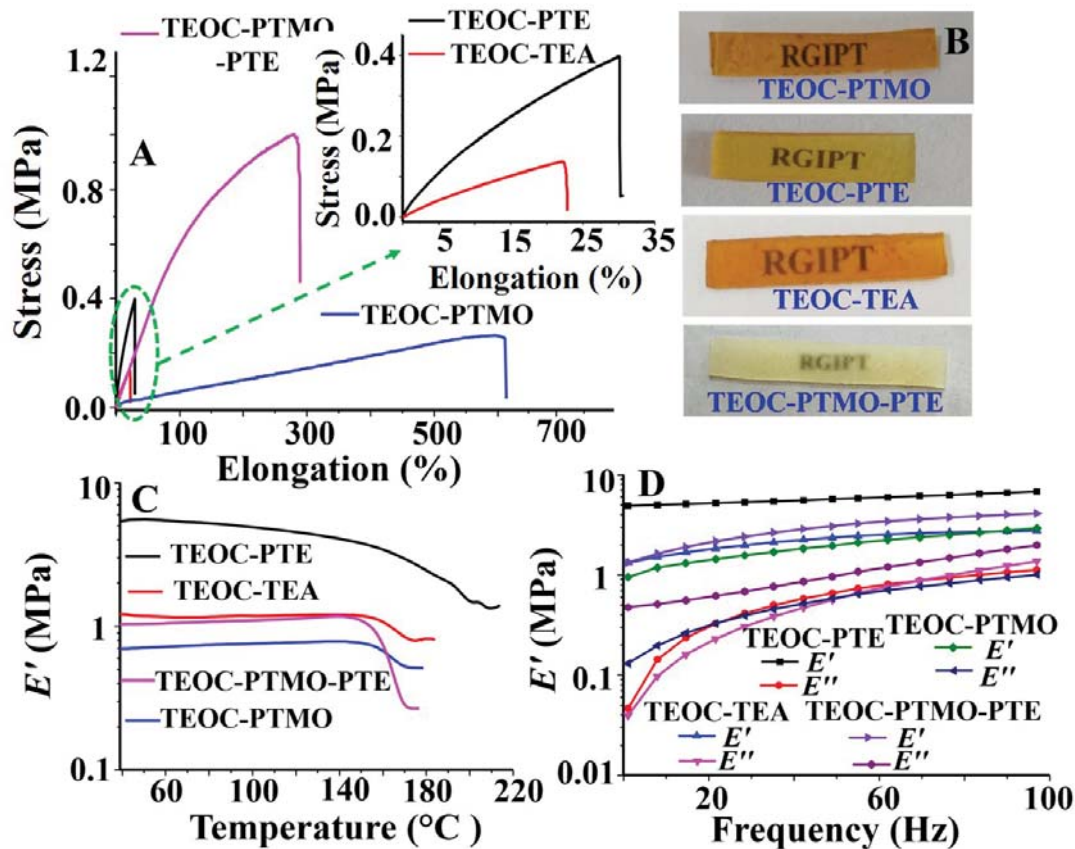 TEOC-PTMO
-PTE
1.2
0.8
0.4
0.0
Stress (MPa)
A
100 300 500 700
Elongation (%)
TEOC-PTMO
TEOC-PTE
TEOC-TEA
0.4
0.2
0.0
Stress (MPa)
5 15 25 35
Elongation (%)
B
RGIPT
TEOC-PTMO
RGIPT
TEOC-PTE
RGIPT
TEOC-TEA
RGIPT
TEOC-PTMO-PTE
C
10
1
0.1
E' (MPa)
TEOC-PTE
TEOC-TEA
TEOC-PTMO-PTE
TEOC-PTMO
60 100 140 180 220
Temperature (°C)
D
10
1
0.1
0.01
E' (MPa)
TEOC-PTE
E'
E''
TEOC-PTMO
E'
E''
TEOC-TEA
E'
E''
TEOC-PTMO-PTE
E'
E''
20 60 100
Frequency (Hz)